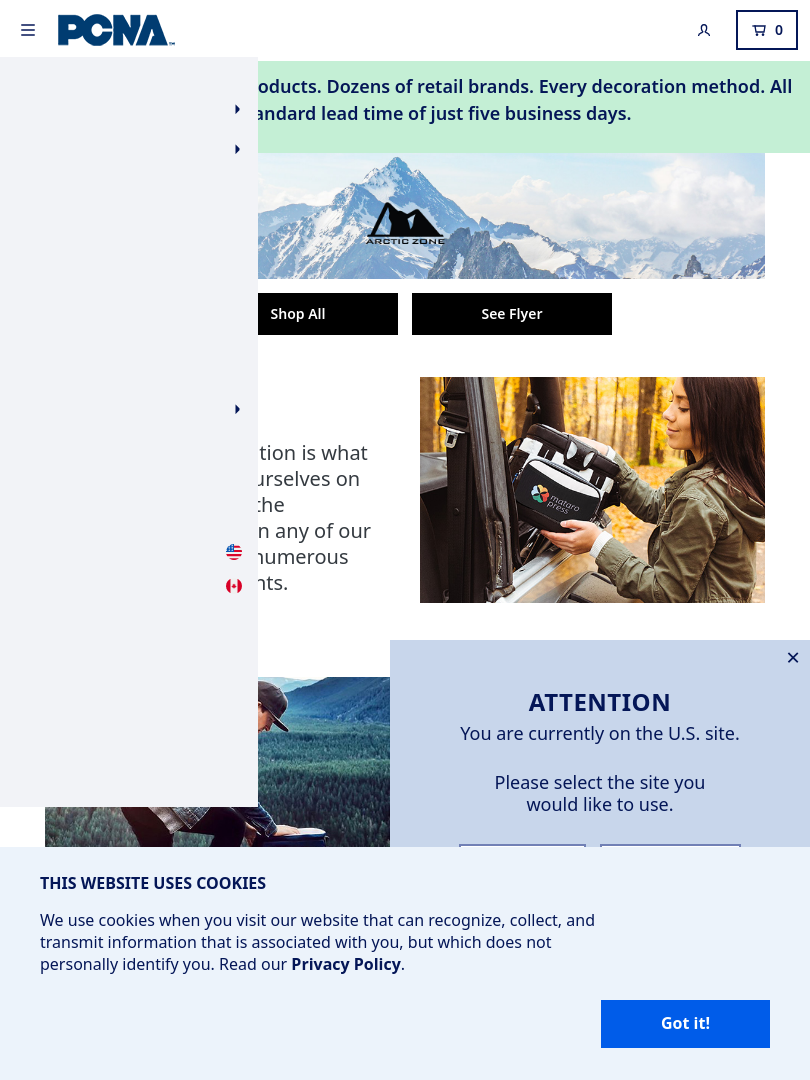 PCNA
0
oducts. Dozens of retail brands. Every decoration method. All
andard lead time of just five business days.
ARCTIC ZONE
Shop All
See Flyer
tion is what
urselves on
the
n any of our
numerous
nts.
mataro
press
ATTENTION
You are currently on the U.S. site.
Please select the site you
would like to use.
THIS WEBSITE USES COOKIES
We use cookies when you visit our website that can recognize, collect, and
transmit information that is associated with you, but which does not
personally identify you. Read our Privacy Policy.
Got it!